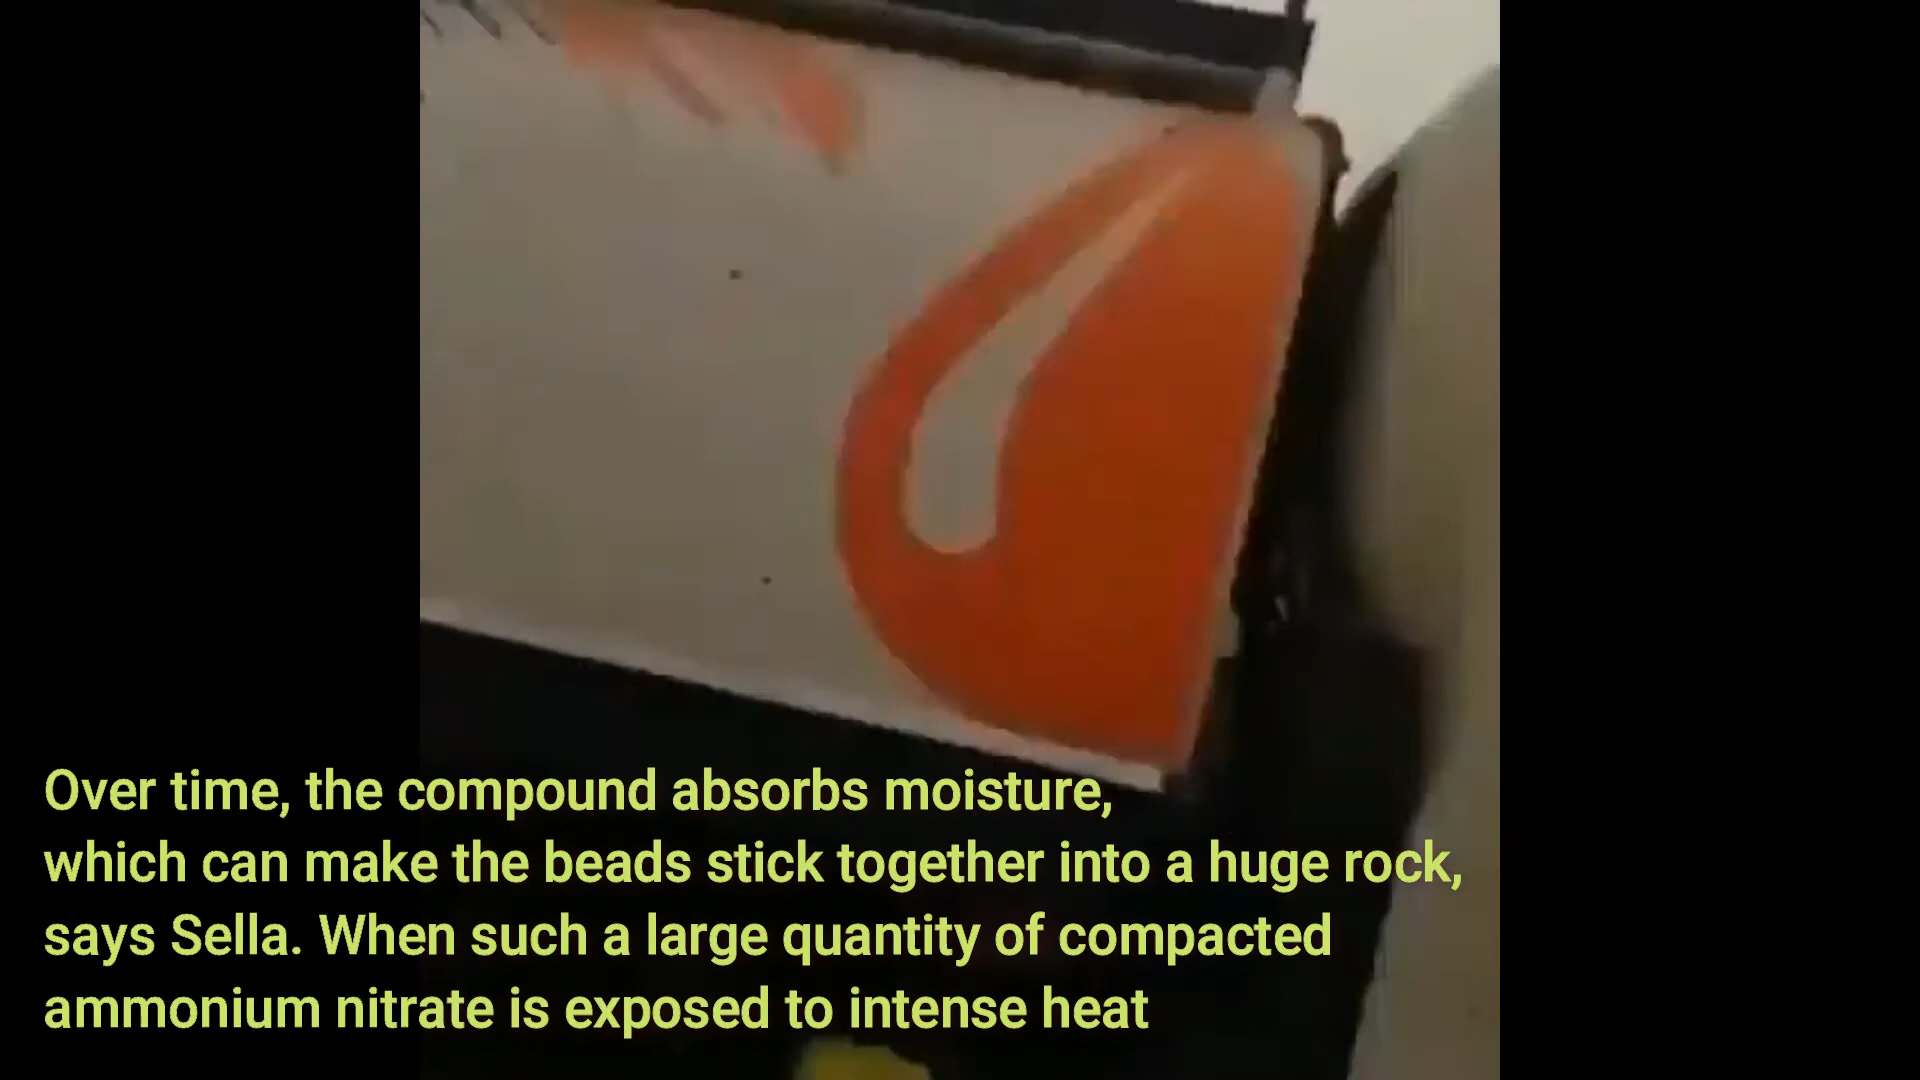 Over time, the compound absorbs moisture,
which can make the beads stick together into a huge rock,
says Sella. When such a large quantity of compacted
ammonium nitrate is exposed to intense heat